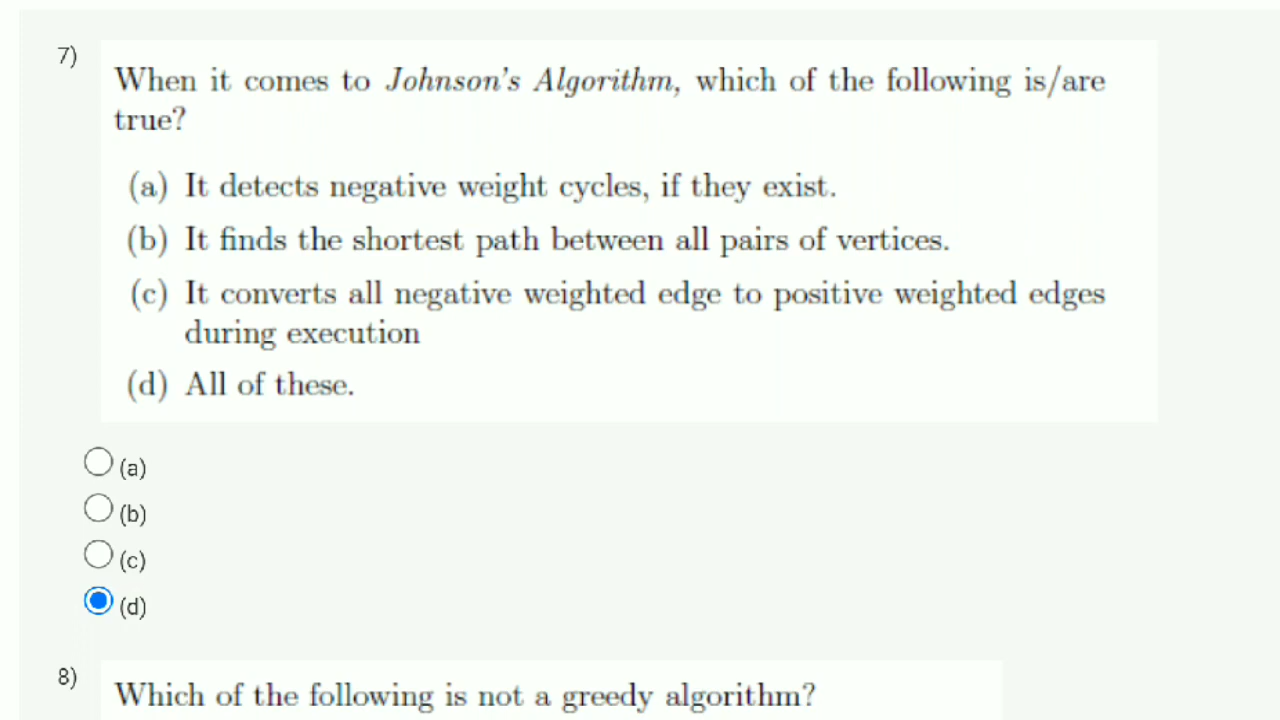 7)
When it comes to Johnson's Algorithm, which of the following is/are
true?
(a) It detects negative weight cycles, if they exist.
(b) It finds the shortest path between all pairs of vertices.
(c) It converts all negative weighted edge to positive weighted edges
during execution
(d) All of these.
(a)
(b)
(c)
(d)
8)
Which of the following is not a greedy algorithm?